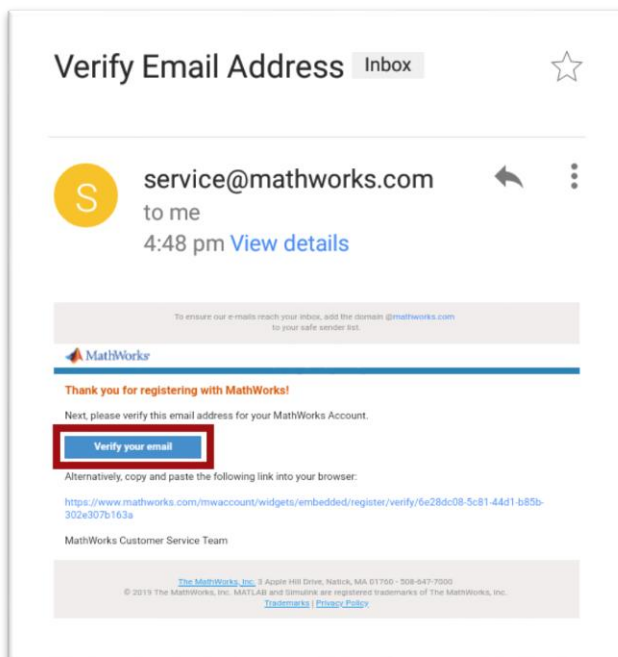 Verify Email Address Inbox
S
service@mathworks.com
to me
4:48 pm View details
To ensure our e-mails reach your inbox, add the domain @mathworks.com
to your safe sender list.
MathWorks
Thank you for registering with MathWorks!
Next, please verify this email address for your MathWorks Account.
Verify your email
Alternatively, copy and paste the following link into your browser:
https://www.mathworks.com/mwaccount/widgets/embedded/register/verify/6e28dc08-5c81-44d1-b85b-
302e307b163a
MathWorks Customer Service Team
The MathWorks, Inc. 3 Apple Hill Drive, Natick, MA 01760 - 508-647-7000
© 2019 The MathWorks, Inc. MATLAB and Simulink are registered trademarks of The MathWorks, Inc.
Trademarks | Privacy Policy